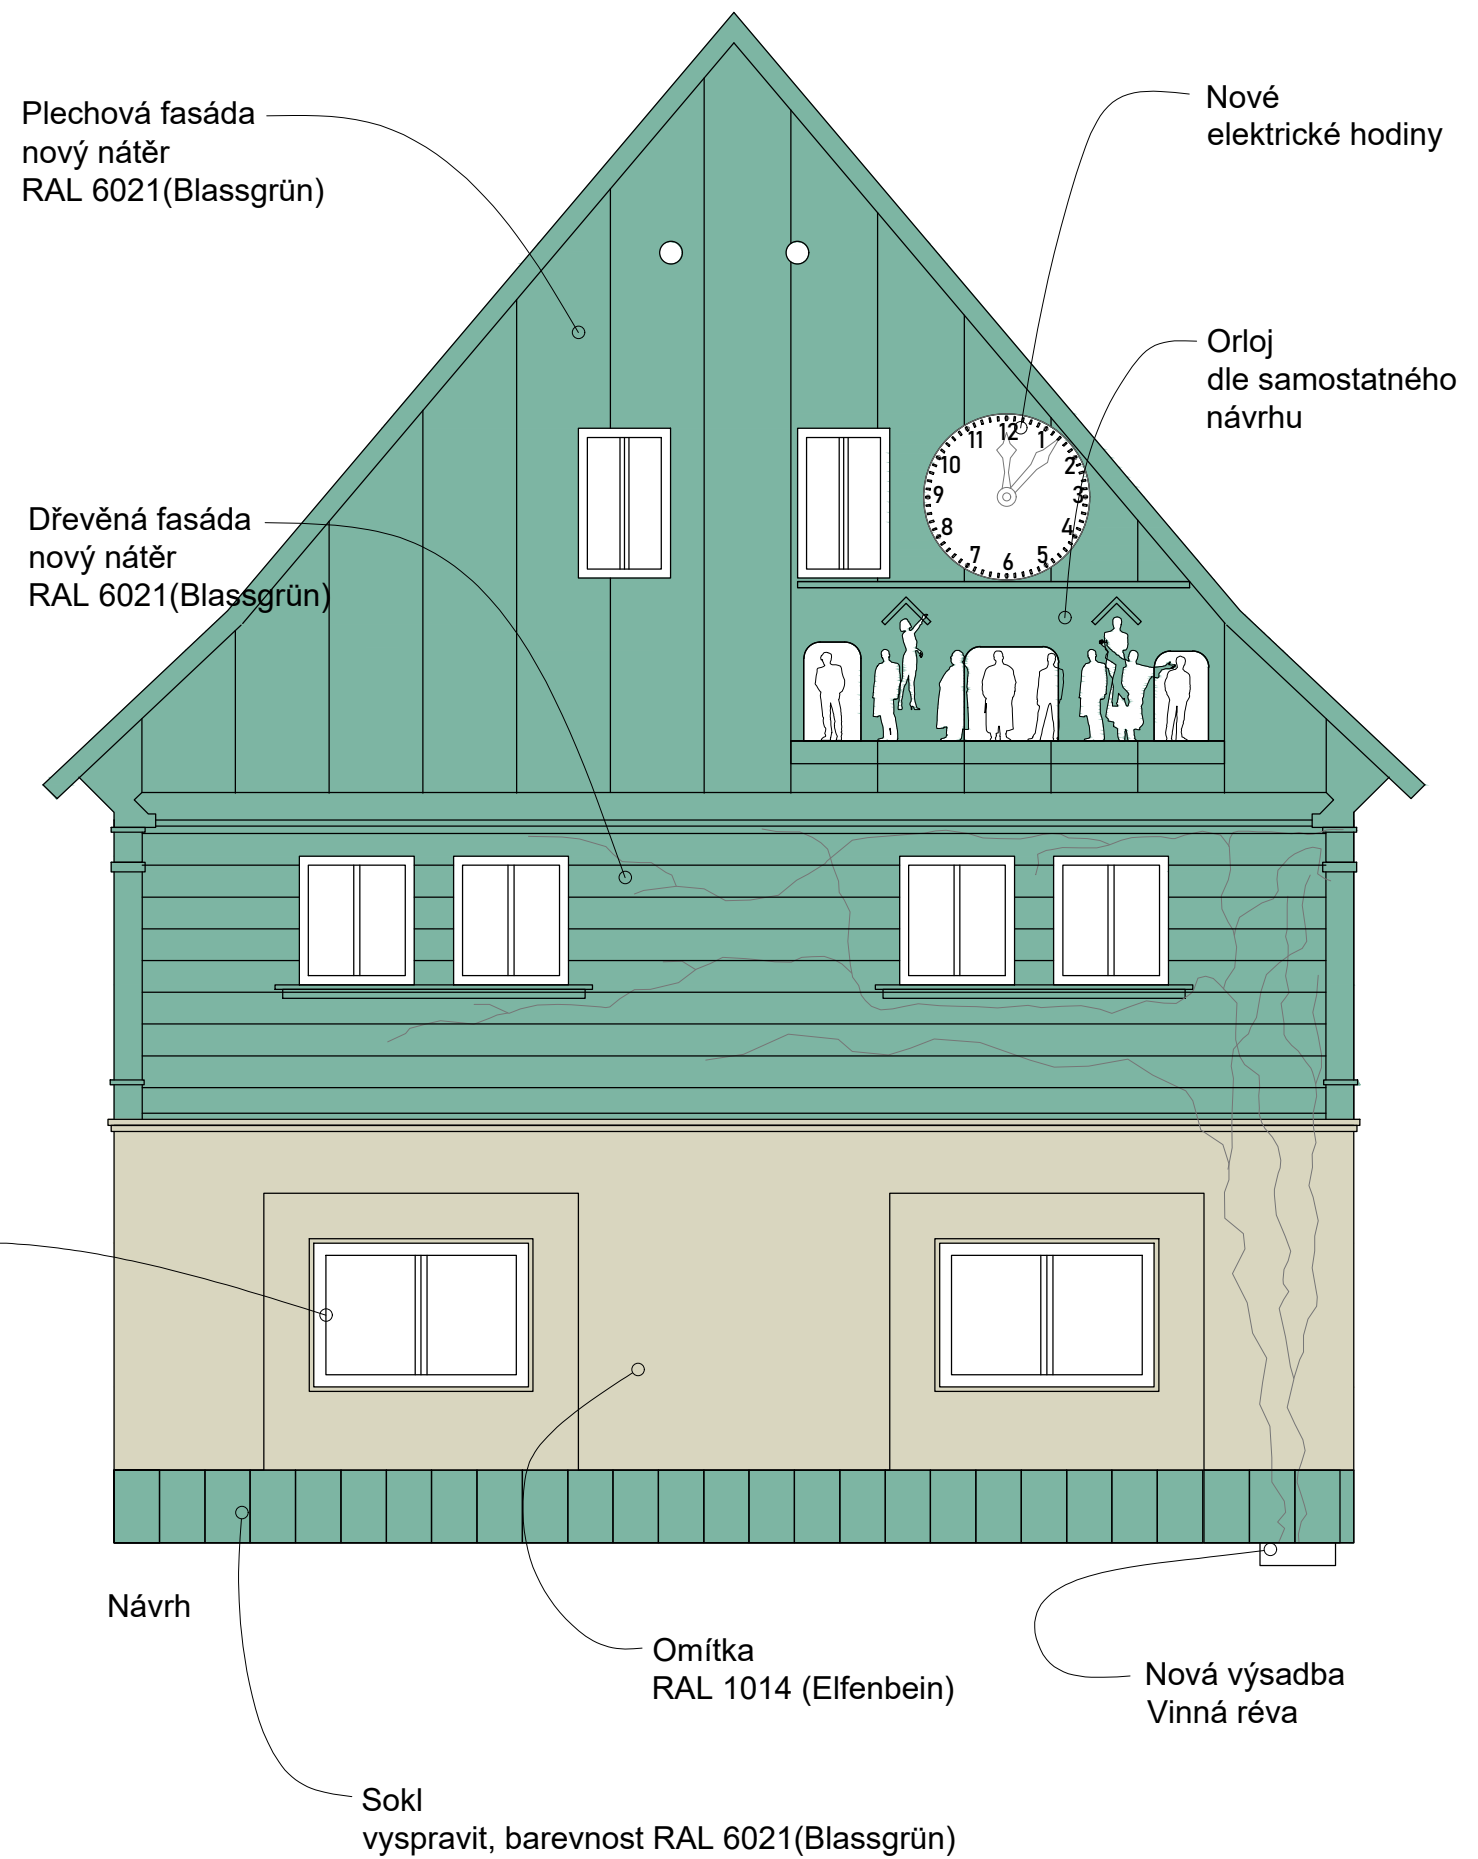 Plechová fasáda
nový nátěr
RAL 6021(Blassgrün)
Nové
elektrické hodiny
Orloj
dle samostatného
návrhu
12
1
2
3
4
5
6
7
8
9
10
11
Dřevěná fasáda
nový nátěr
RAL 6021(Blassgrün)
Návrh
Omítka
RAL 1014 (Elfenbein)
Nová výsadba
Vinná réva
Sokl
vyspravit, barevnost RAL 6021(Blassgrün)